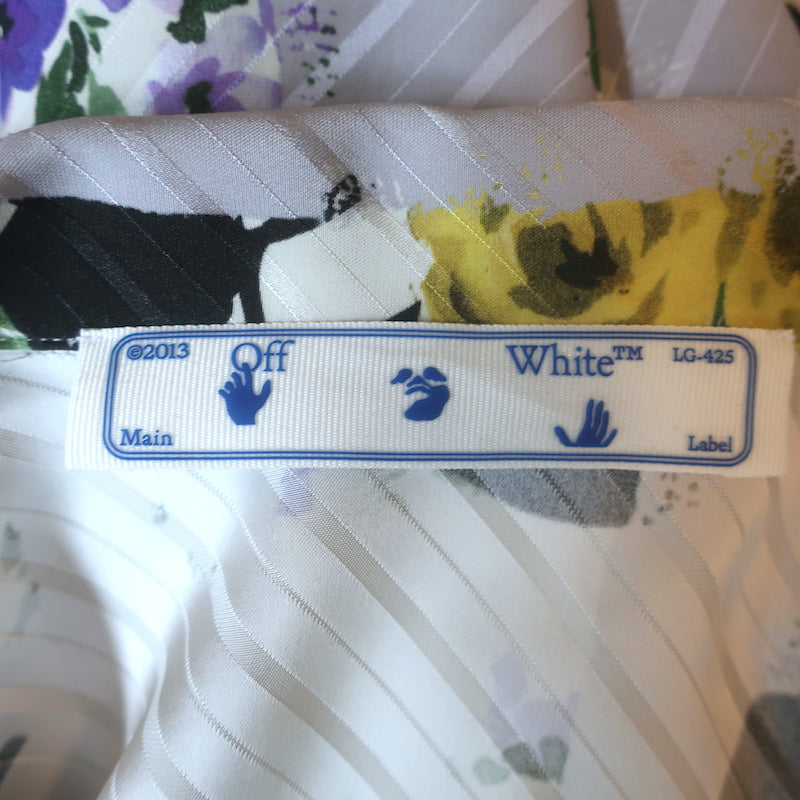 ©2013 Off White™ LG-425
Main Label